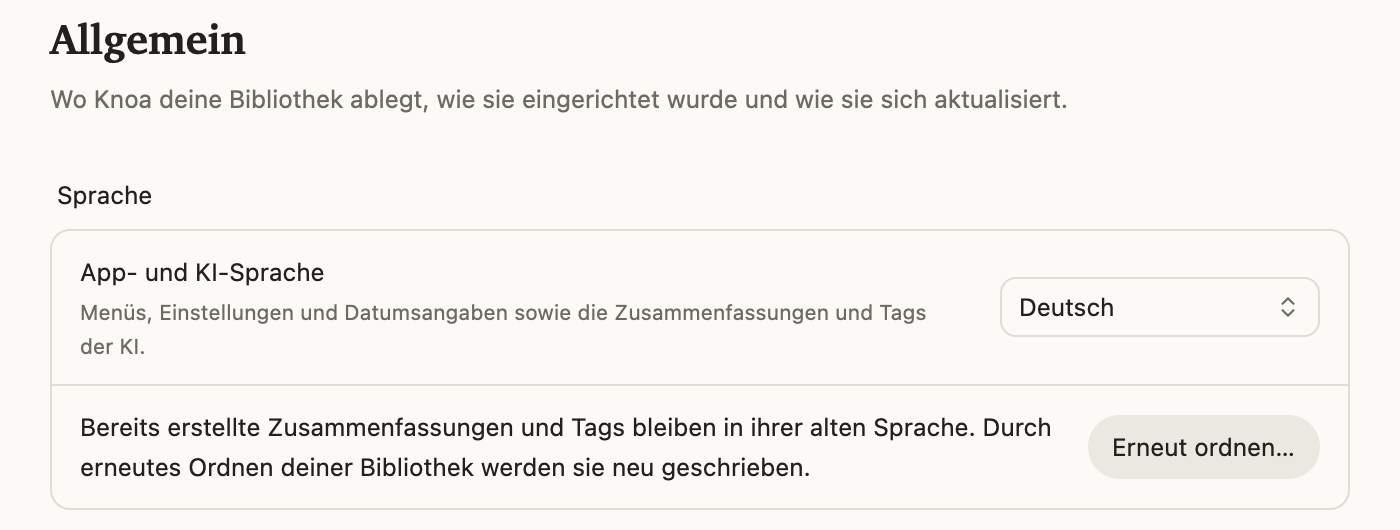 Allgemein
Wo Knoa deine Bibliothek ablegt, wie sie eingerichtet wurde und wie sie sich aktualisiert.
Sprache
App- und KI-Sprache
Menüs, Einstellungen und Datumsangaben sowie die Zusammenfassungen und Tags
der KI.
Deutsch
Bereits erstellte Zusammenfassungen und Tags bleiben in ihrer alten Sprache. Durch
erneutes Ordnen deiner Bibliothek werden sie neu geschrieben.
Erneut ordnen…